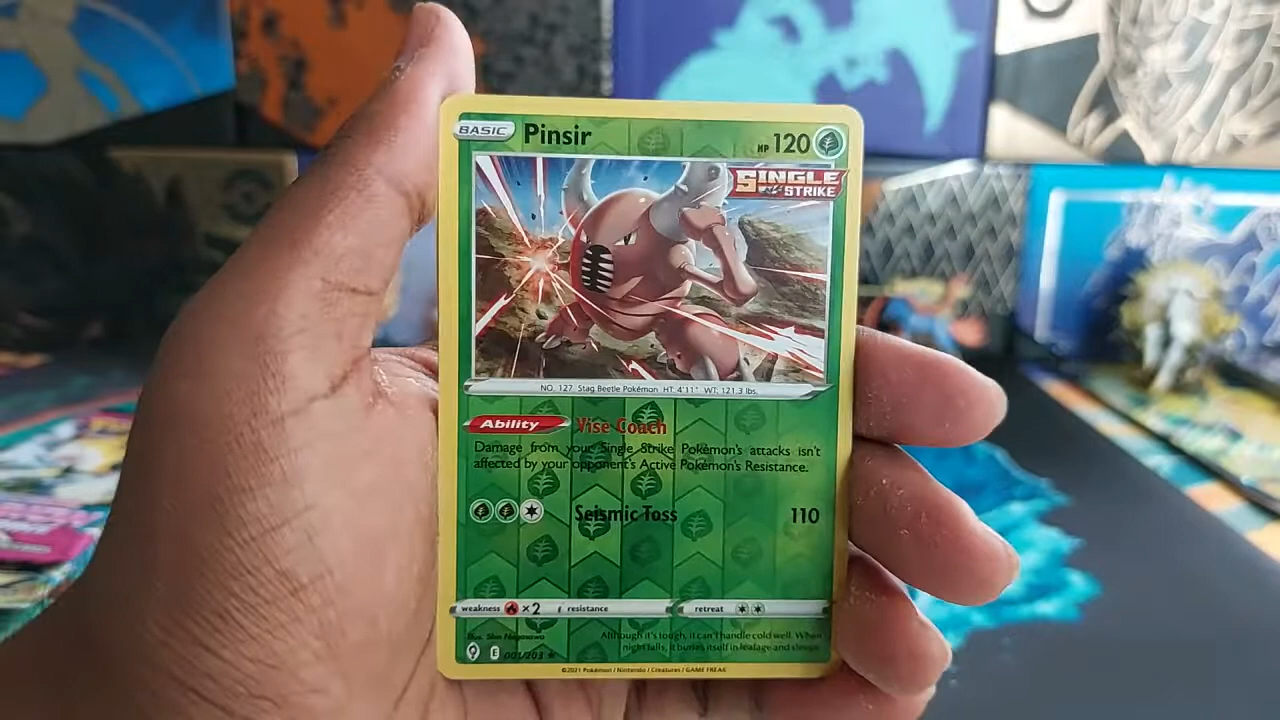 BASIC Pinsir HP 120
SINGLE
STRIKE
NO. 127 Stag Beetle Pokémon HT: 4'11" WT: 121.3 lbs.
Ability Vise Coach
Damage from your Single Strike Pokémon's attacks isn't
affected by your opponent's Active Pokémon's Resistance.
Seismic Toss 110
weakness ×2 resistance retreat
Illus. Shin Nagasawa
Although it's tough, it can't handle cold well. When
night falls, it buries itself in leafage and sleeps.
E 001/203 ★
©2021 Pokémon / Nintendo / Creatures / GAME FREAK